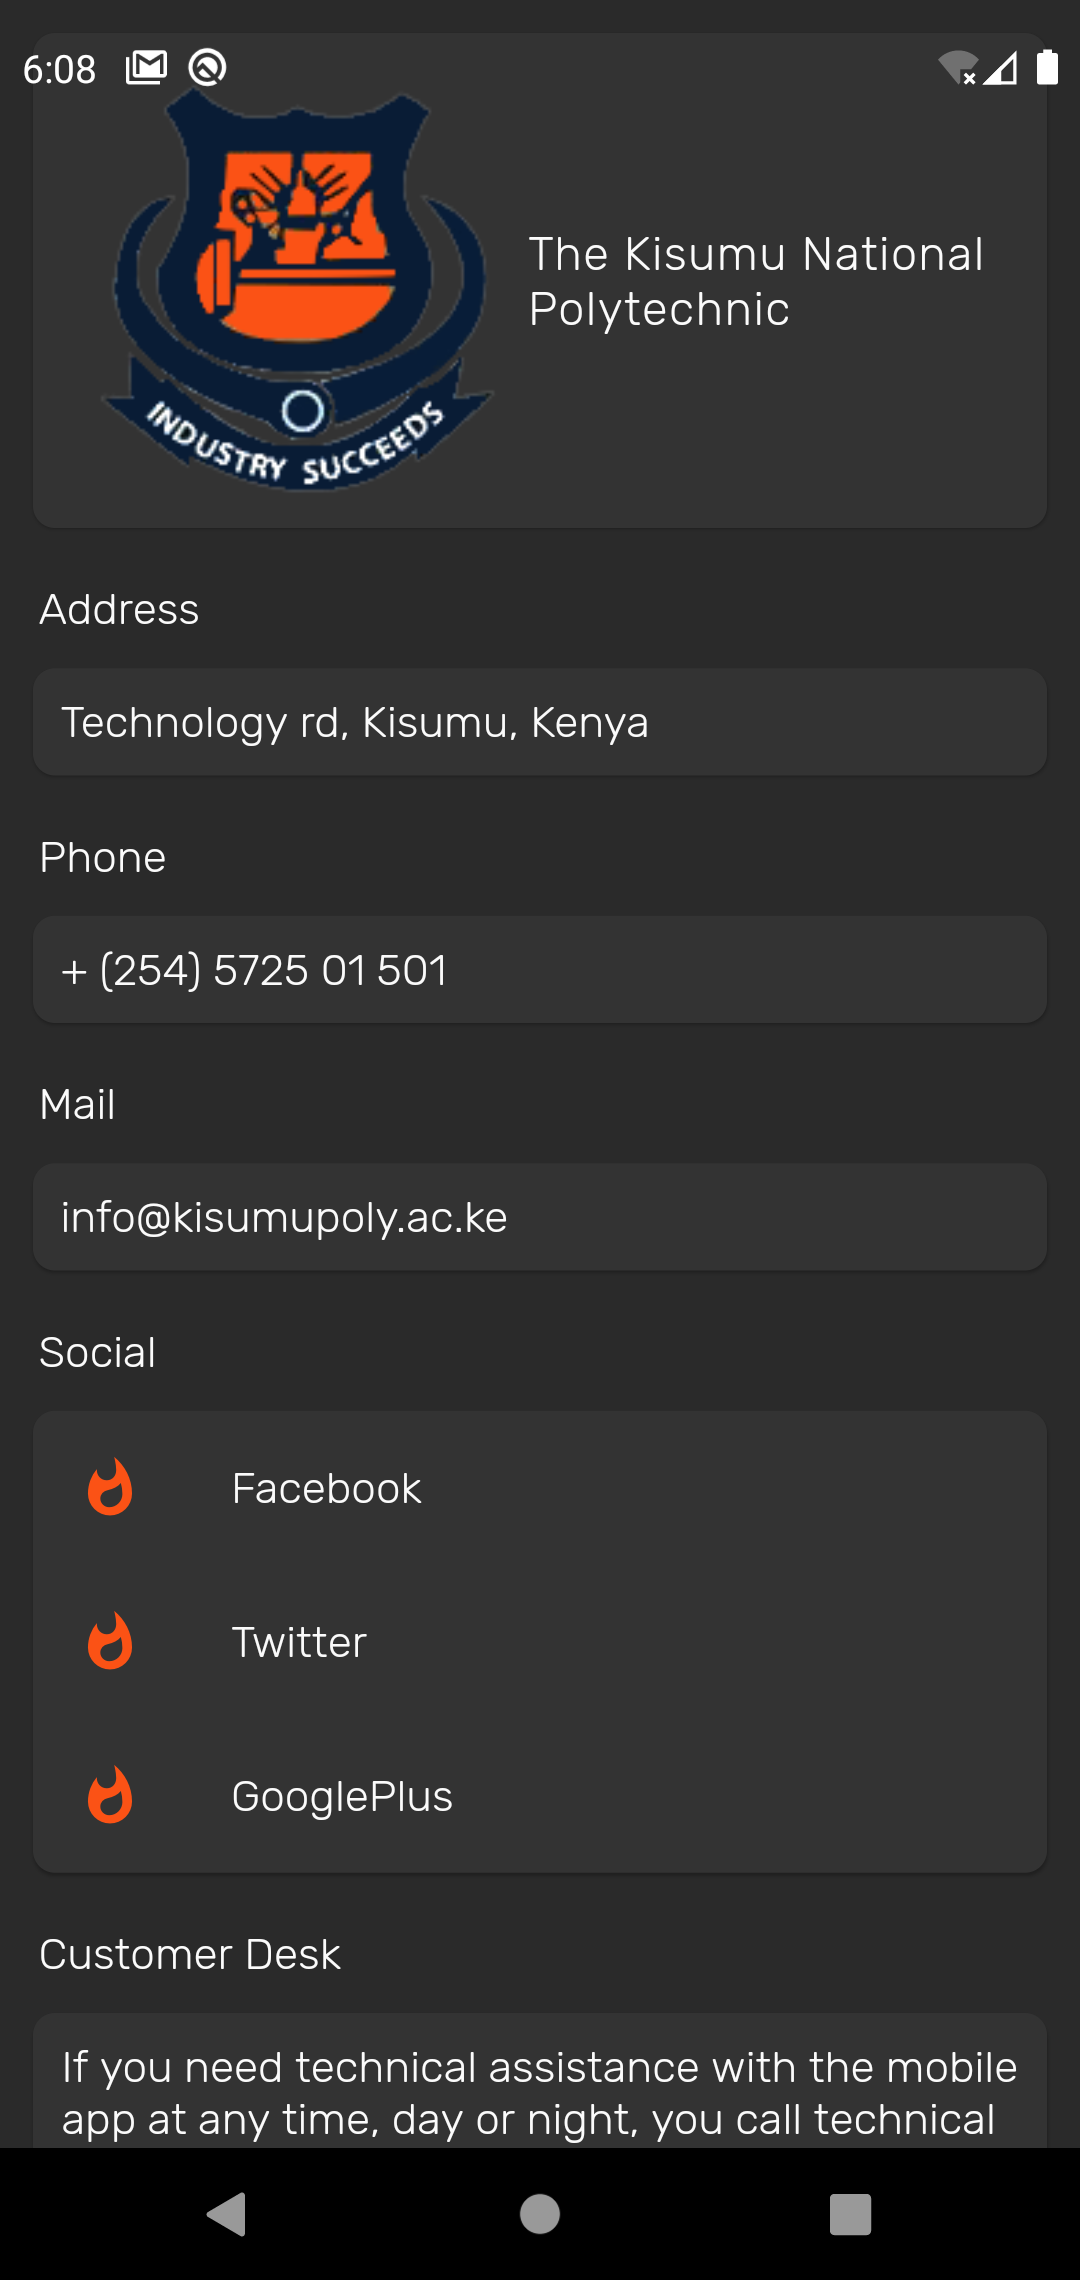 6:08
The Kisumu National
Polytechnic
INDUSTRY SUCCEEDS
Address
Technology rd, Kisumu, Kenya
Phone
+ (254) 5725 01 501
Mail
info@kisumupoly.ac.ke
Social
Facebook
Twitter
GooglePlus
Customer Desk
If you need technical assistance with the mobile
app at any time, day or night, you call technical